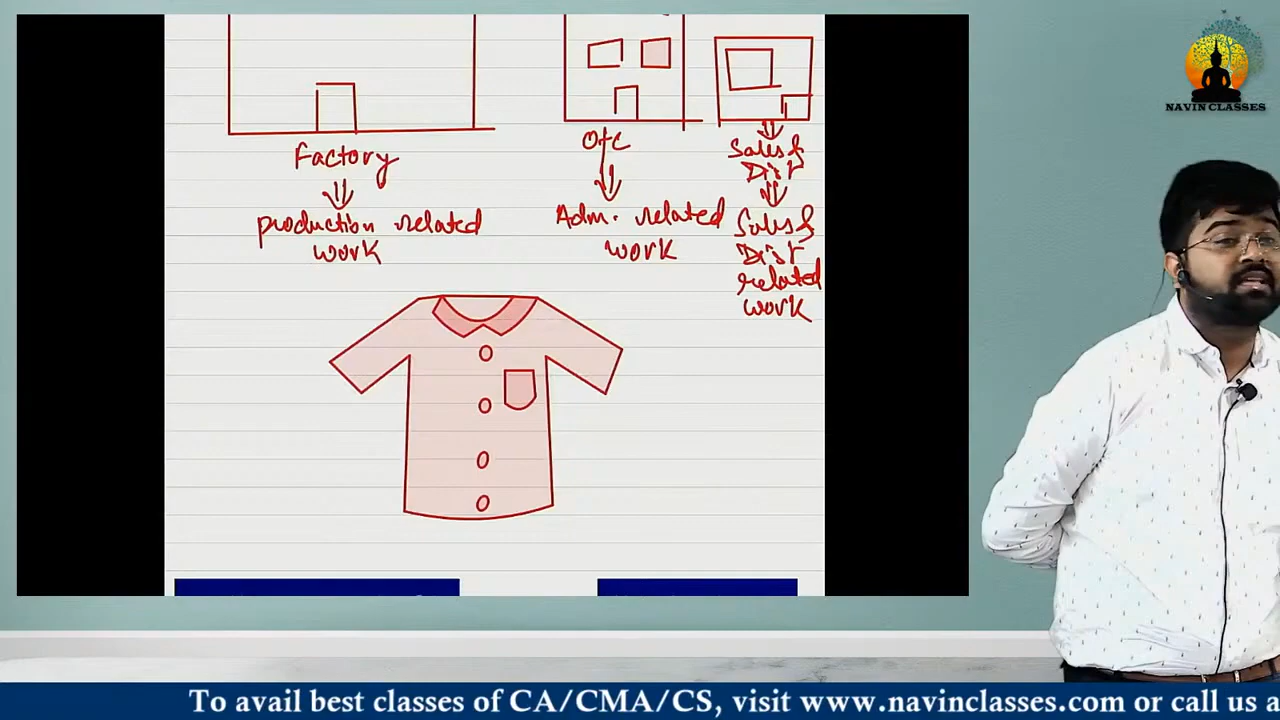 NAVIN CLASSES
Factory
production related
work
Ofc
Adm. related
work
Sales &
Dist
Sales &
Dist
related
work
To avail best classes of CA/CMA/CS, visit www.navinclasses.com or call us a